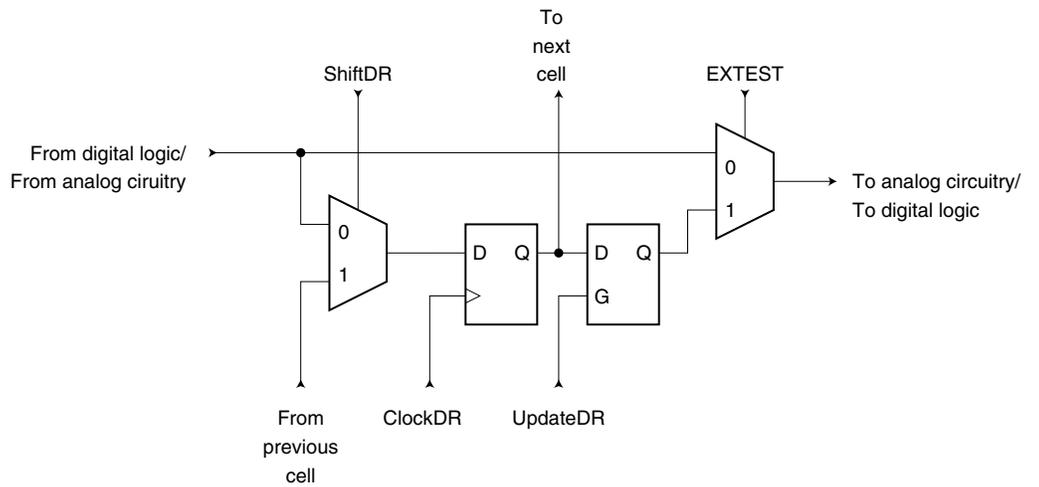 To
next
cell
ShiftDR
EXTEST
From digital logic/
From analog ciruitry
0
1
To analog circuitry/
To digital logic
0
1
D Q
D Q
G
From
previous
cell
ClockDR
UpdateDR